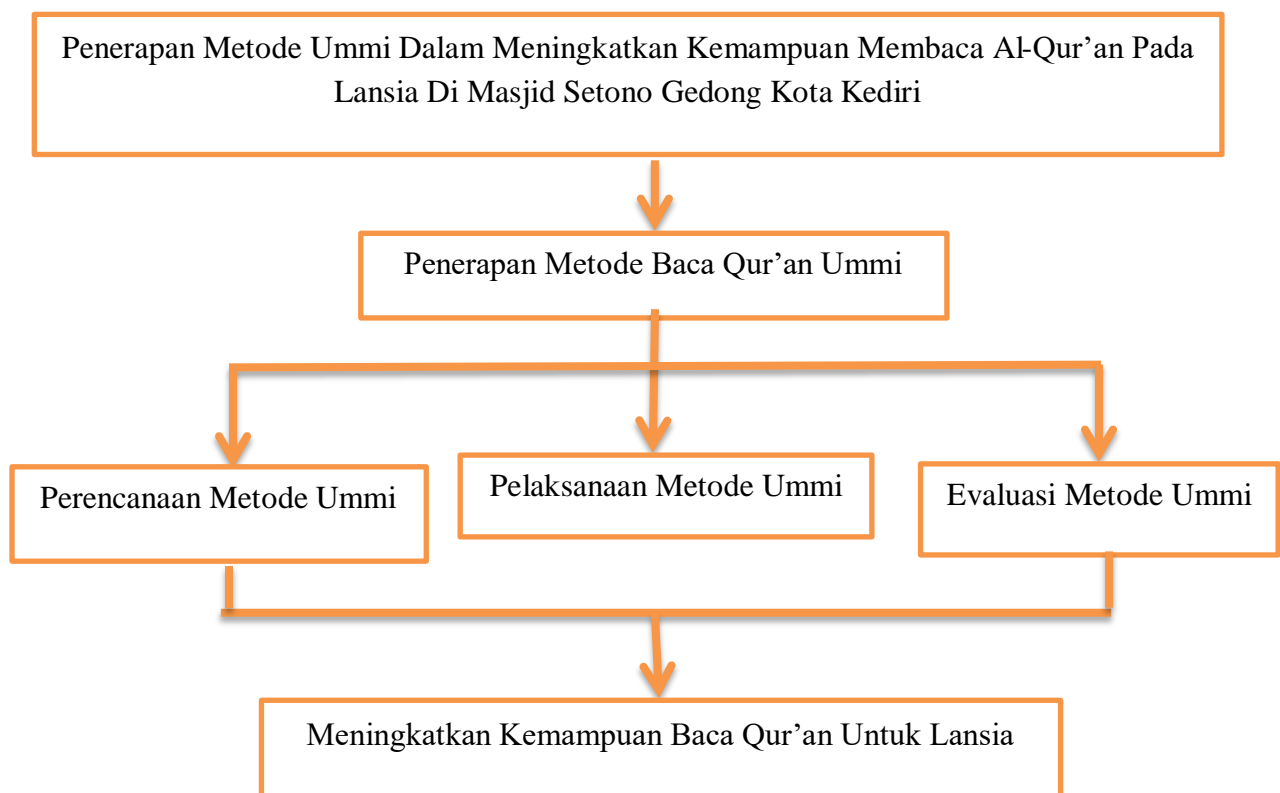 Penerapan Metode Ummi Dalam Meningkatkan Kemampuan Membaca Al-Qur’an Pada
Lansia Di Masjid Setono Gedong Kota Kediri
Penerapan Metode Baca Qur’an Ummi
Perencanaan Metode Ummi
Pelaksanaan Metode Ummi
Evaluasi Metode Ummi
Meningkatkan Kemampuan Baca Qur’an Untuk Lansia